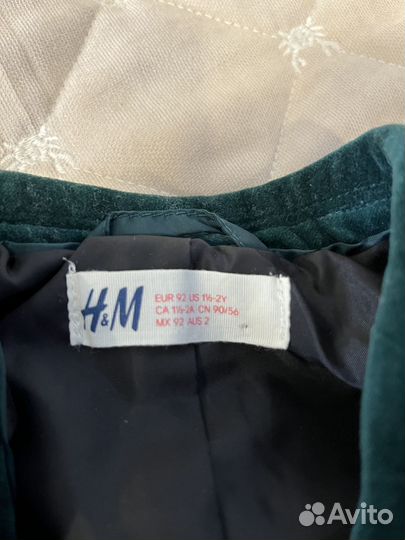 H&M
EUR 92 US 1½-2Y
CA 1½-2A CN 90/56
MX 92 AUS 2
Avito